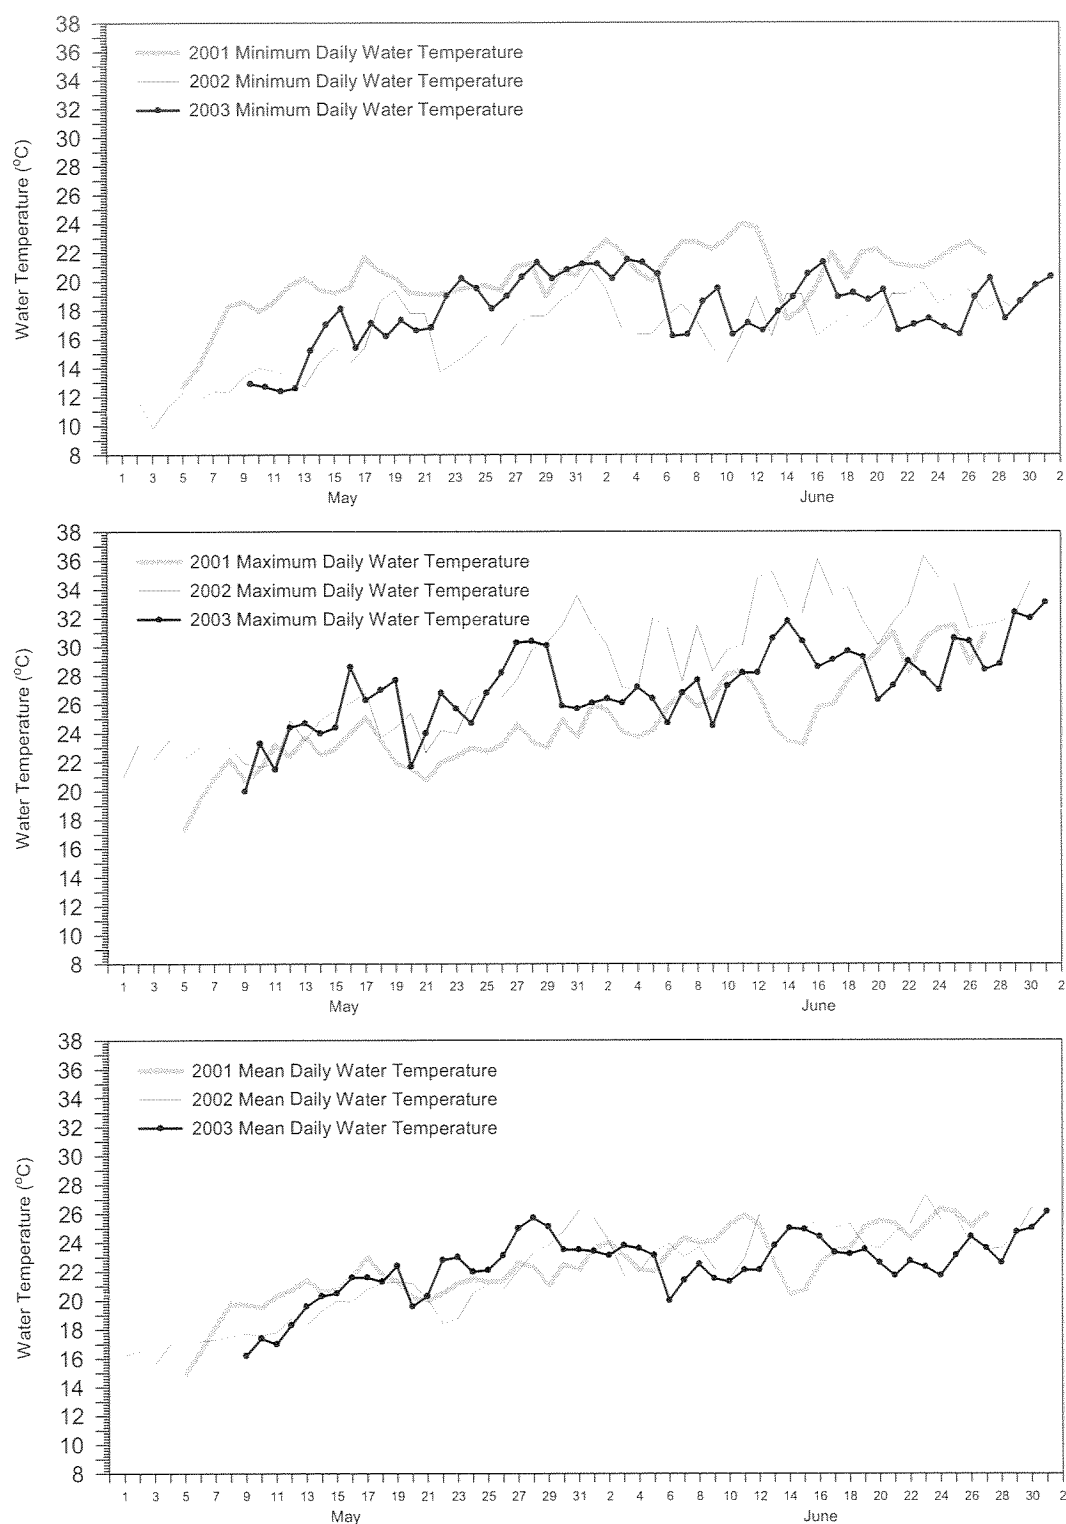 38
36
34
32
30
28
26
24
22
20
18
16
14
12
10
8
Water Temperature (°C)
2001 Minimum Daily Water Temperature
2002 Minimum Daily Water Temperature
2003 Minimum Daily Water Temperature
1 3 5 7 9 11 13 15 17 19 21 23 25 27 29 31 2 4 6 8 10 12 14 16 18 20 22 24 26 28 30 2
May June
38
36
34
32
30
28
26
24
22
20
18
16
14
12
10
8
Water Temperature (°C)
2001 Maximum Daily Water Temperature
2002 Maximum Daily Water Temperature
2003 Maximum Daily Water Temperature
1 3 5 7 9 11 13 15 17 19 21 23 25 27 29 31 2 4 6 8 10 12 14 16 18 20 22 24 26 28 30 2
May June
38
36
34
32
30
28
26
24
22
20
18
16
14
12
10
8
Water Temperature (°C)
2001 Mean Daily Water Temperature
2002 Mean Daily Water Temperature
2003 Mean Daily Water Temperature
1 3 5 7 9 11 13 15 17 19 21 23 25 27 29 31 2 4 6 8 10 12 14 16 18 20 22 24 26 28 30 2
May June